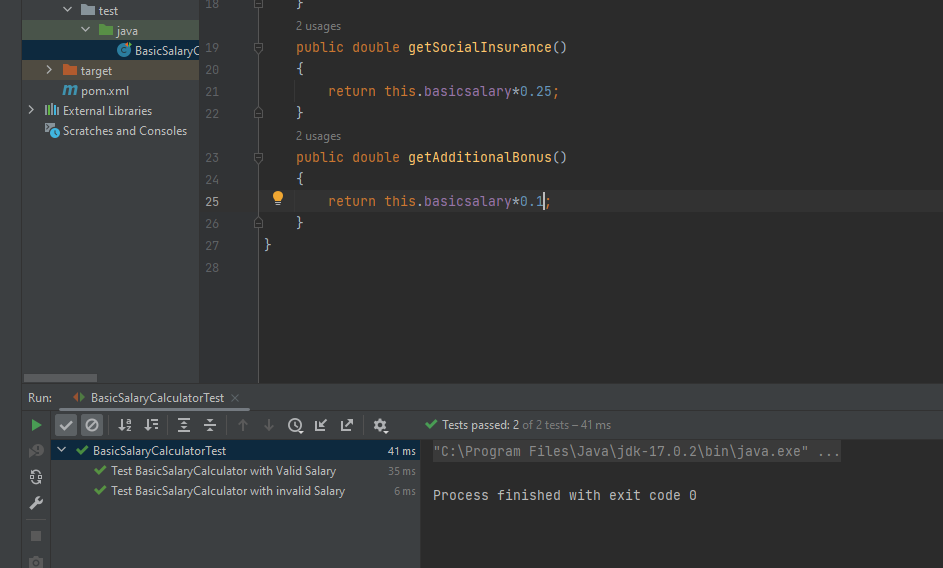 test
java
BasicSalaryC
target
pom.xml
External Libraries
Scratches and Consoles
18 }
2 usages
19 public double getSocialInsurance()
20 {
21 return this.basicsalary*0.25;
22 }
2 usages
23 public double getAdditionalBonus()
24 {
25 return this.basicsalary*0.1;
26 }
27 }
28
Run: BasicSalaryCalculatorTest
Tests passed: 2 of 2 tests – 41 ms
BasicSalaryCalculatorTest 41 ms
Test BasicSalaryCalculator with Valid Salary 35 ms
Test BasicSalaryCalculator with invalid Salary 6 ms
"C:\Program Files\Java\jdk-17.0.2\bin\java.exe" ...
Process finished with exit code 0